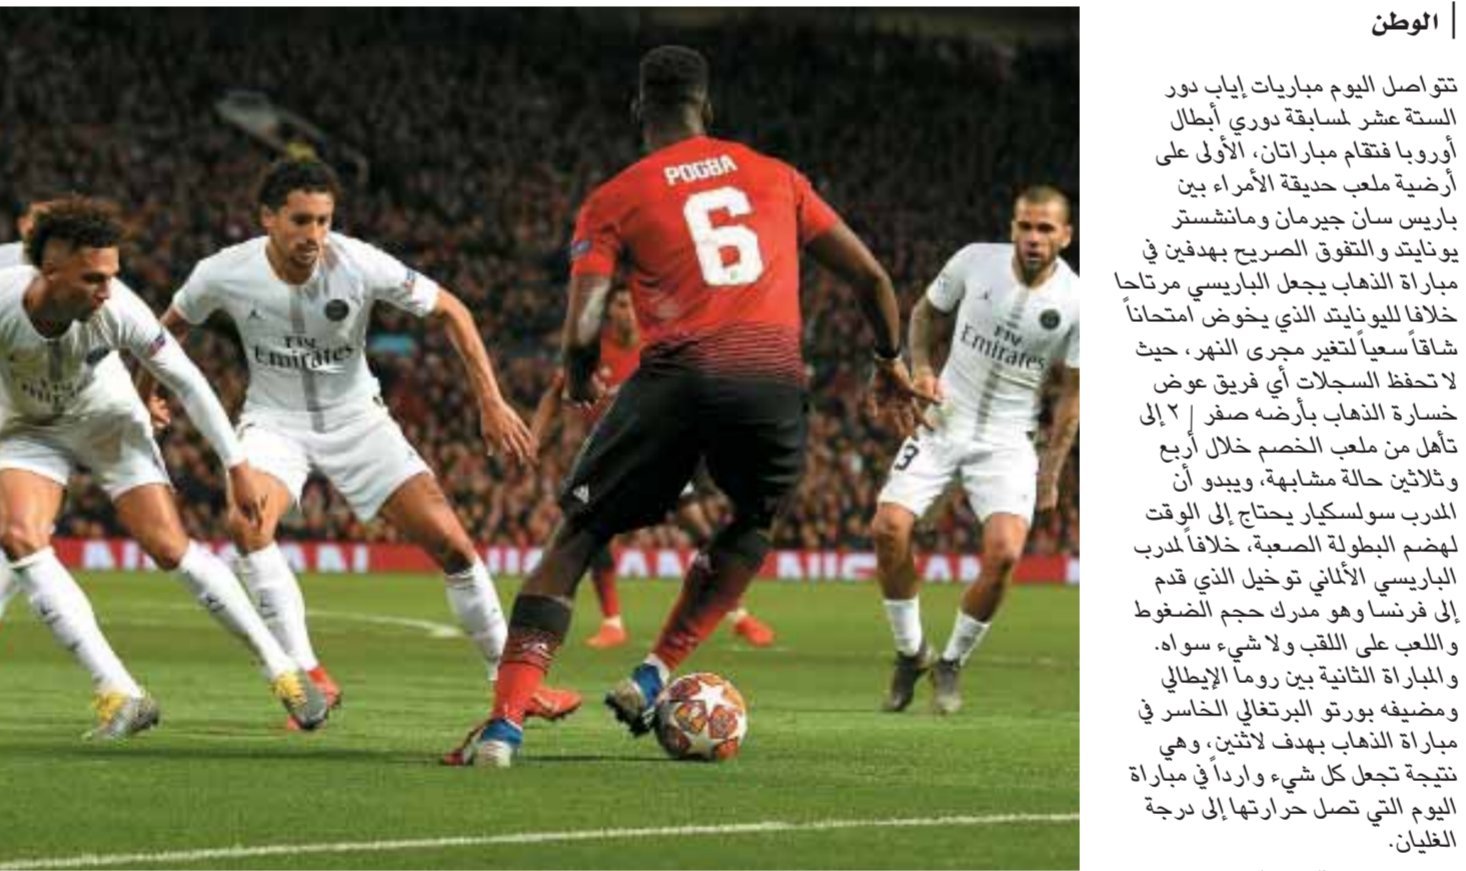 الوطن
تتواصل اليوم مباريات إياب دور
الستة عشر لمسابقة دوري أبطال
أوروبا فتقام مباراتان، الأولى على
أرضية ملعب حديقة الأمراء بين
باريس سان جيرمان ومانشستر
يونايتد والتفوق الصريح بهدفين في
مباراة الذهاب يجعل الباريسي مرتاحا
خلافا لليونايتد الذي يخوض امتحاناً
شاقاً سعياً لتغير مجرى النهر، حيث
لا تحفظ السجلات أي فريق عوض
خسارة الذهاب بأرضه صفر | ٢ إلى
تأهل من ملعب الخصم خلال أربع
وثلاثين حالة مشابهة، ويبدو أن
المدرب سولسكيار يحتاج إلى الوقت
لهضم البطولة الصعبة، خلافاً لمدرب
الباريسي الألماني توخيل الذي قدم
إلى فرنسا وهو مدرك حجم الضغوط
واللعب على اللقب ولا شيء سواه.
والمباراة الثانية بين روما الإيطالي
ومضيفه بورتو البرتغالي الخاسر في
مباراة الذهاب بهدف لاثنين، وهي
نتيجة تجعل كل شيء وارداً في مباراة
اليوم التي تصل حرارتها إلى درجة
الغليان.
POGBA
6
Fly
Emirates
Fly
Emirates
3
NISSAN